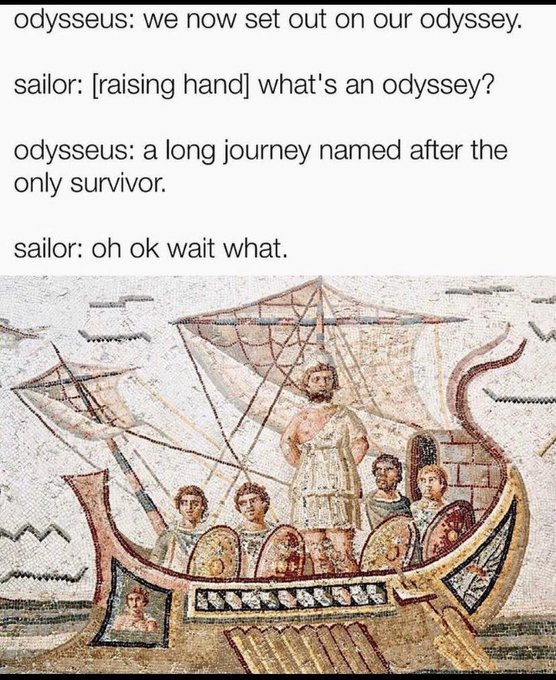 odysseus: we now set out on our odyssey.
sailor: [raising hand] what's an odyssey?
odysseus: a long journey named after the
only survivor.
sailor: oh ok wait what.